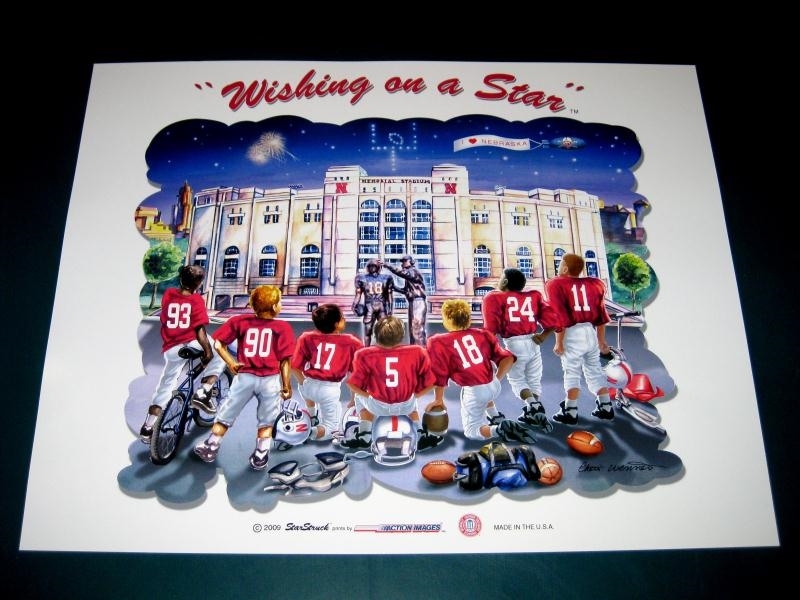 "Wishing on a Star" TM
I ❤ NEBRASKA
MEMORIAL STADIUM
N N
18
93
90
17
5
18
24
11
N
© 2009 StarStruck prints by ACTION IMAGES MADE IN THE U.S.A.